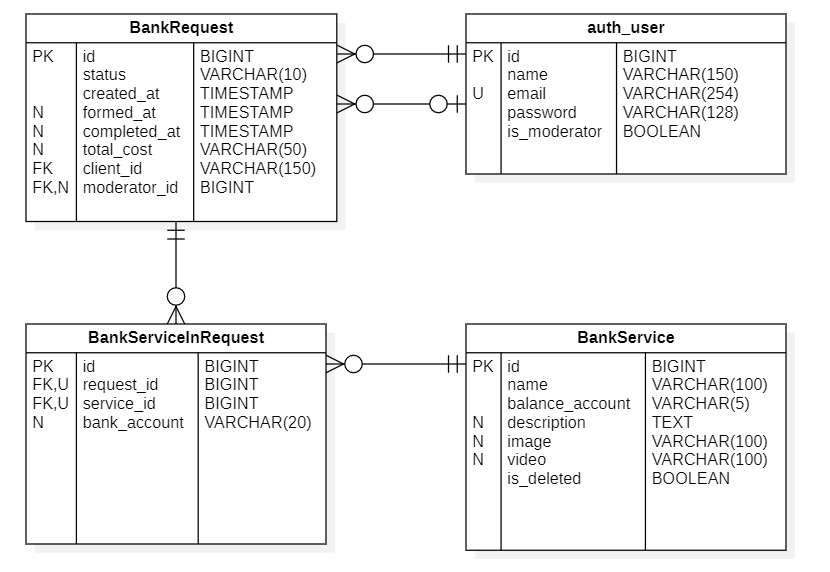 BankRequest
PK id BIGINT
status VARCHAR(10)
created_at TIMESTAMP
N formed_at TIMESTAMP
N completed_at TIMESTAMP
N total_cost VARCHAR(50)
FK client_id VARCHAR(150)
FK,N moderator_id BIGINT
auth_user
PK id BIGINT
name VARCHAR(150)
U email VARCHAR(254)
password VARCHAR(128)
is_moderator BOOLEAN
BankServiceInRequest
PK id BIGINT
FK,U request_id BIGINT
FK,U service_id BIGINT
N bank_account VARCHAR(20)
BankService
PK id BIGINT
name VARCHAR(100)
balance_account VARCHAR(5)
N description TEXT
N image VARCHAR(100)
N video VARCHAR(100)
is_deleted BOOLEAN